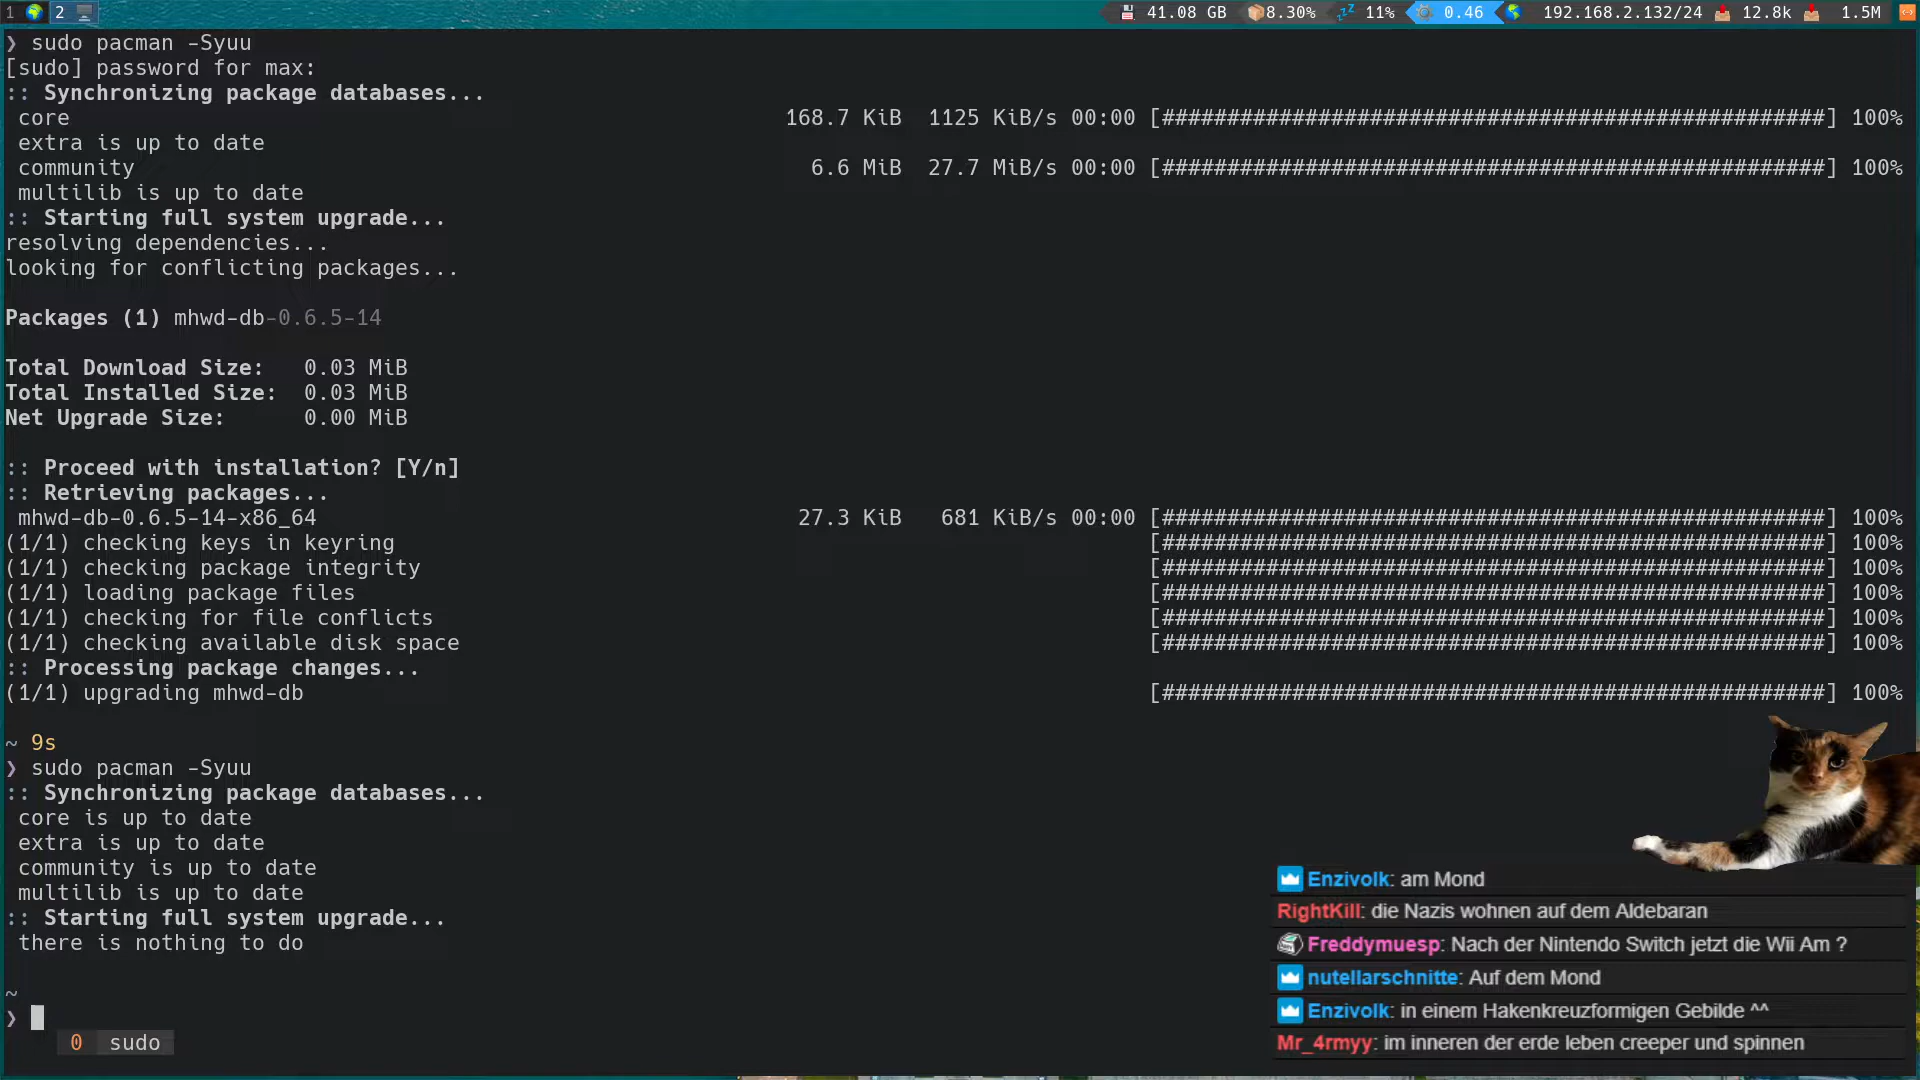 1 2 41.08 GB 8.30% 11% 0.46 192.168.2.132/24 12.8k 1.5M
❯ sudo pacman -Syuu
[sudo] password for max:
:: Synchronizing package databases...
core 168.7 KiB 1125 KiB/s 00:00 [###################################################] 100%
extra is up to date
community 6.6 MiB 27.7 MiB/s 00:00 [###################################################] 100%
multilib is up to date
:: Starting full system upgrade...
resolving dependencies...
looking for conflicting packages...
Packages (1) mhwd-db-0.6.5-14
Total Download Size: 0.03 MiB
Total Installed Size: 0.03 MiB
Net Upgrade Size: 0.00 MiB
:: Proceed with installation? [Y/n]
:: Retrieving packages...
mhwd-db-0.6.5-14-x86_64 27.3 KiB 681 KiB/s 00:00 [###################################################] 100%
(1/1) checking keys in keyring [###################################################] 100%
(1/1) checking package integrity [###################################################] 100%
(1/1) loading package files [###################################################] 100%
(1/1) checking for file conflicts [###################################################] 100%
(1/1) checking available disk space [###################################################] 100%
:: Processing package changes...
(1/1) upgrading mhwd-db [###################################################] 100%
~ 9s
❯ sudo pacman -Syuu
:: Synchronizing package databases...
core is up to date
extra is up to date
community is up to date
multilib is up to date
:: Starting full system upgrade...
there is nothing to do
~
❯
0 sudo
Enzivolk: am Mond
RightKill: die Nazis wohnen auf dem Aldebaran
Freddymuesp: Nach der Nintendo Switch jetzt die Wii Am ?
nutellarschnitte: Auf dem Mond
Enzivolk: in einem Hakenkreuzformigen Gebilde ^^
Mr_4rmyy: im inneren der erde leben creeper und spinnen